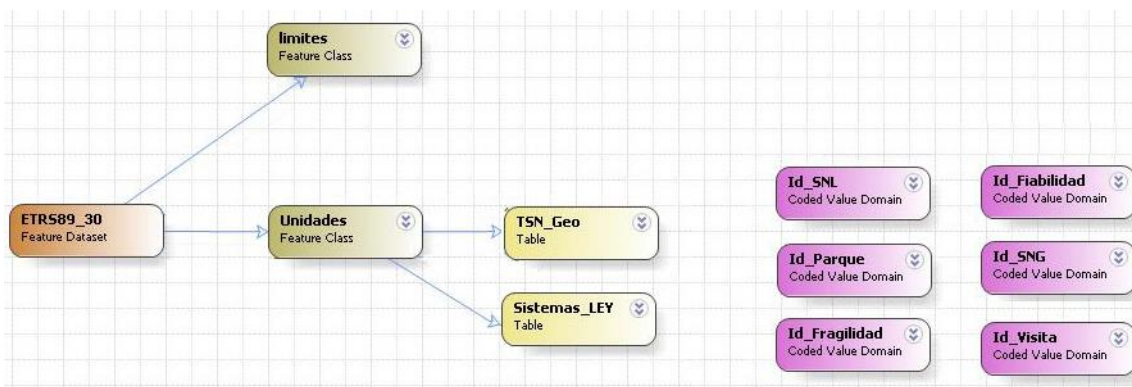 limites
Feature Class
ETRS89_30
Feature Dataset
Unidades
Feature Class
TSN_Geo
Table
Sistemas_LEY
Table
Id_SNL
Coded Value Domain
Id_Fiabilidad
Coded Value Domain
Id_Parque
Coded Value Domain
Id_SNG
Coded Value Domain
Id_Fragilidad
Coded Value Domain
Id_Visita
Coded Value Domain